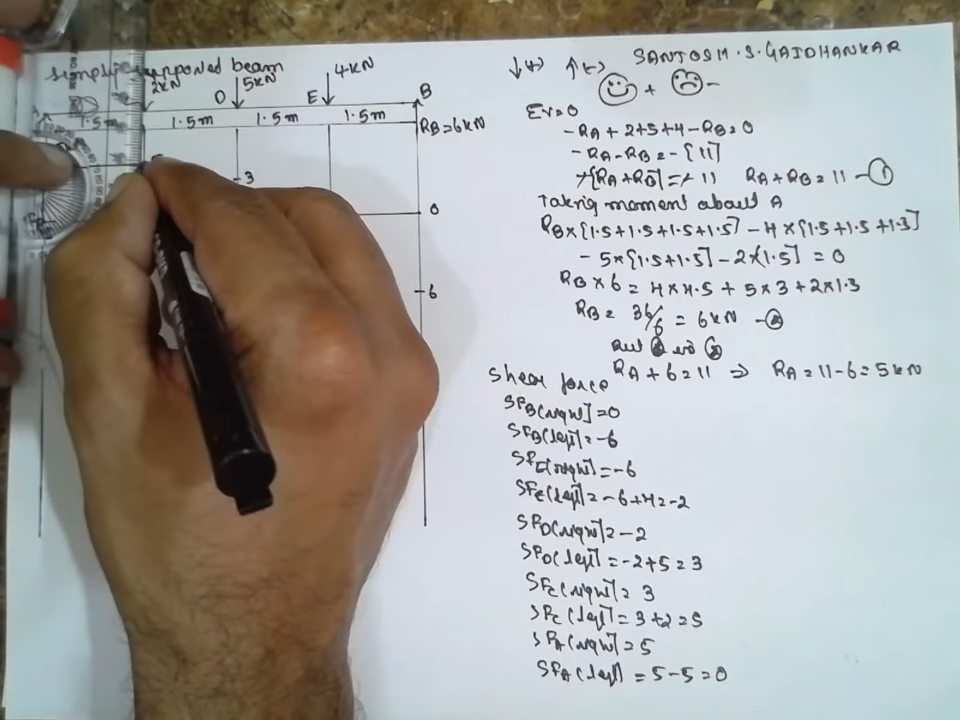 simply supported beam
2kN
D
5kN
E
4kN
B
1.5m
1.5m
1.5m
1.5m
RB=6kN
3
0
6
SANTOSH.S.GAIDHANKAR
↓(+) ↑(-)
+ -
Σv=0
-RA+2+5+4-RB=0
-RA-RB=-[11]
-[RA+RB]=-11 RA+RB=11 -①
Taking moment about A
RB×[1.5+1.5+1.5+1.5]-4×[1.5+1.5+1.5]
-5×[1.5+1.5]-2×[1.5]=0
RB×6=4×4.5+5×3+2×1.5
RB=36/6=6kN -②
Put
RA+6=11 ⇒ RA=11-6=5kN
Shear force
SFB[right]=0
SFB[left]=-6
SFE[right]=-6
SFE[left]=-6+4=-2
SFD[right]=-2
SFD[left]=-2+5=3
SFC[right]=3
SFC[left]=3+2=5
SFA[right]=5
SFA[left]=5-5=0